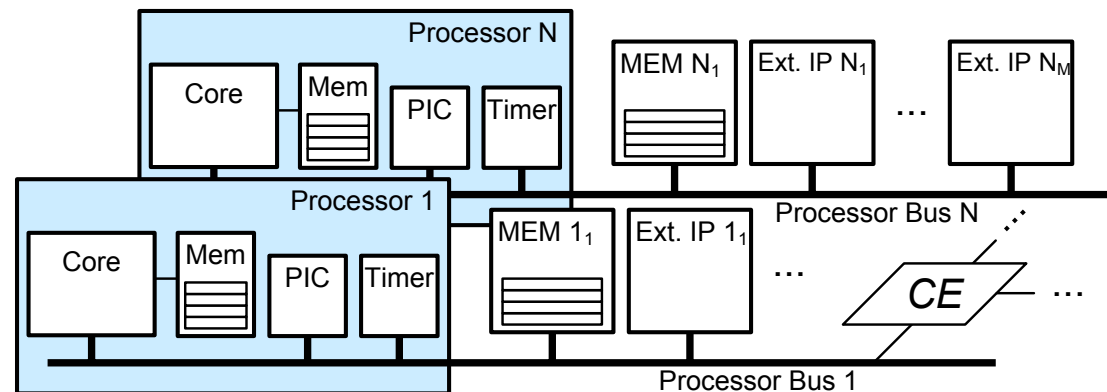 Processor N
Core
Mem
PIC
Timer
MEM N₁
Ext. IP N₁
...
Ext. IP Nₘ
Processor Bus N
Processor 1
Core
Mem
PIC
Timer
MEM 1₁
Ext. IP 1₁
...
CE
...
Processor Bus 1